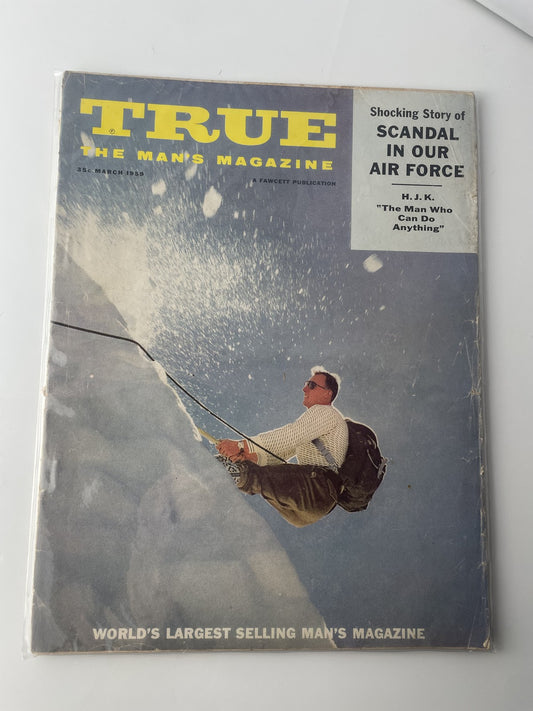 TRUE
THE MAN'S MAGAZINE
35c MARCH 1959
A FAWCETT PUBLICATION
Shocking Story of
SCANDAL
IN OUR
AIR FORCE
H. J. K.
"The Man Who
Can Do
Anything"
WORLD'S LARGEST SELLING MAN'S MAGAZINE